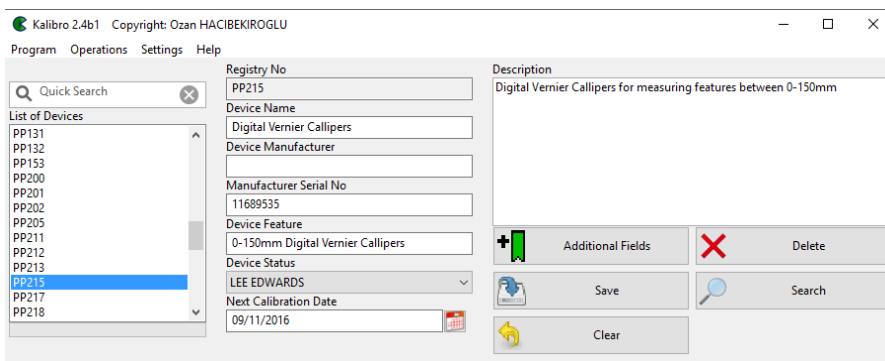 Kalibro 2.4b1 Copyright: Ozan HACIBEKIROGLU
Program Operations Settings Help
Quick Search
List of Devices
PP131
PP132
PP153
PP200
PP201
PP202
PP205
PP211
PP212
PP213
PP215
PP217
PP218
Registry No
PP215
Device Name
Digital Vernier Callipers
Device Manufacturer
Manufacturer Serial No
11689535
Device Feature
0-150mm Digital Vernier Callipers
Device Status
LEE EDWARDS
Next Calibration Date
09/11/2016
Description
Digital Vernier Callipers for measuring features between 0-150mm
Additional Fields
Delete
Save
Search
Clear